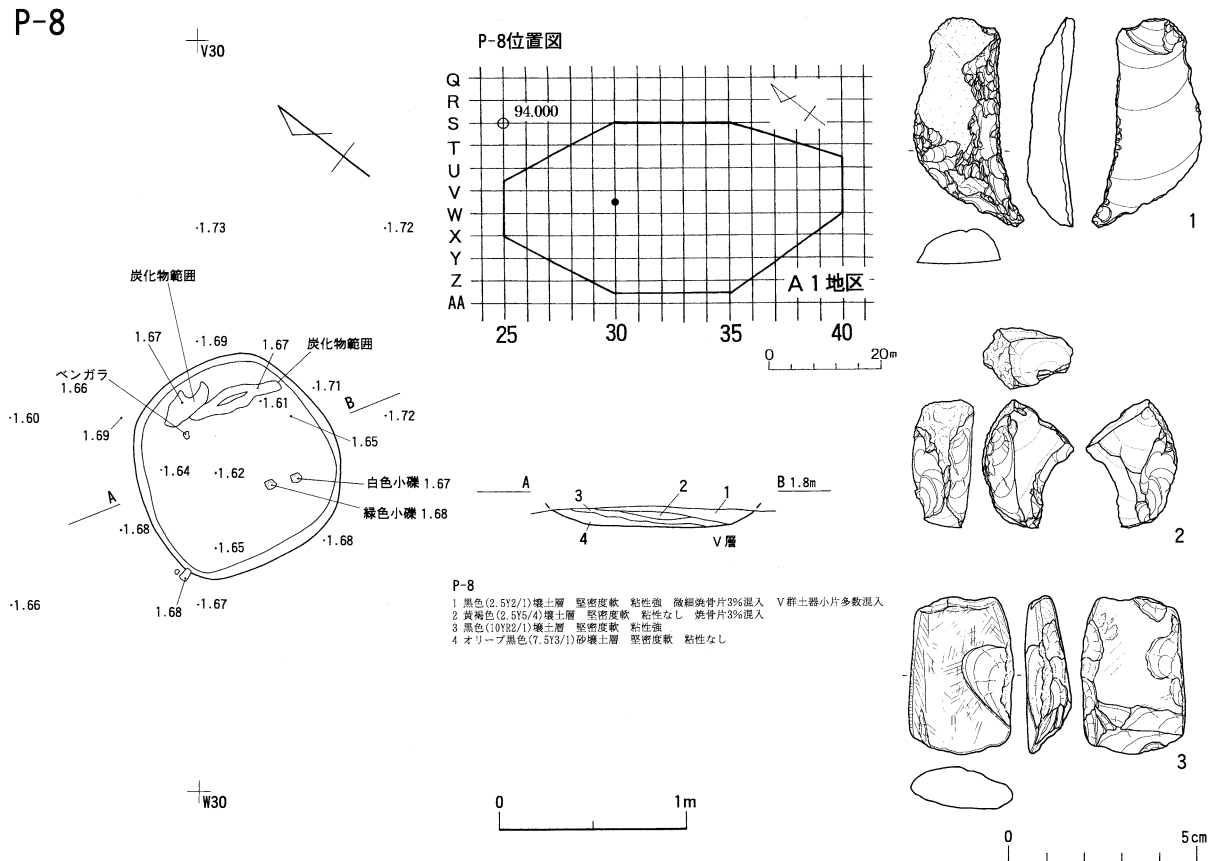 P-8
V30
·1.73
·1.72
炭化物範囲
1.67
·1.69
1.67
炭化物範囲
ベンガラ
1.66
·1.71
B
·1.60
·1.61
·1.72
1.69
1.65
·1.64
·1.62
白色小礫 1.67
緑色小礫 1.68
A
·1.68
·1.65
·1.68
·1.66
1.68
·1.67
W30
P-8位置図
Q
R
S
T
U
V
W
X
Y
Z
AA
94.000
A1地区
25 30 35 40
0 20m
A
B 1.8m
3 2 1
4
V層
P-8
1 黒色(2.5Y2/1)壌土層 堅密度軟 粘性強 微細焼骨片3%混入 V群土器小片多数混入
2 黄褐色(2.5Y5/4)壌土層 堅密度軟 粘性なし 焼骨片3%混入
3 黒色(10YR2/1)壌土層 堅密度軟 粘性強
4 オリーブ黒色(7.5Y3/1)砂壌土層 堅密度軟 粘性なし
0 1m
1
2
3
0 5cm